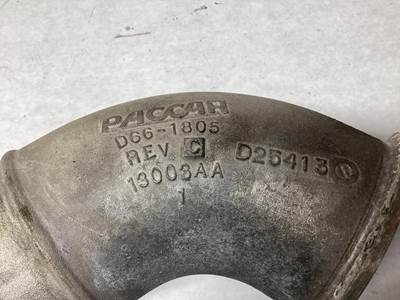 PACCAR
D66-1805
REV C D25413
13003AA
1